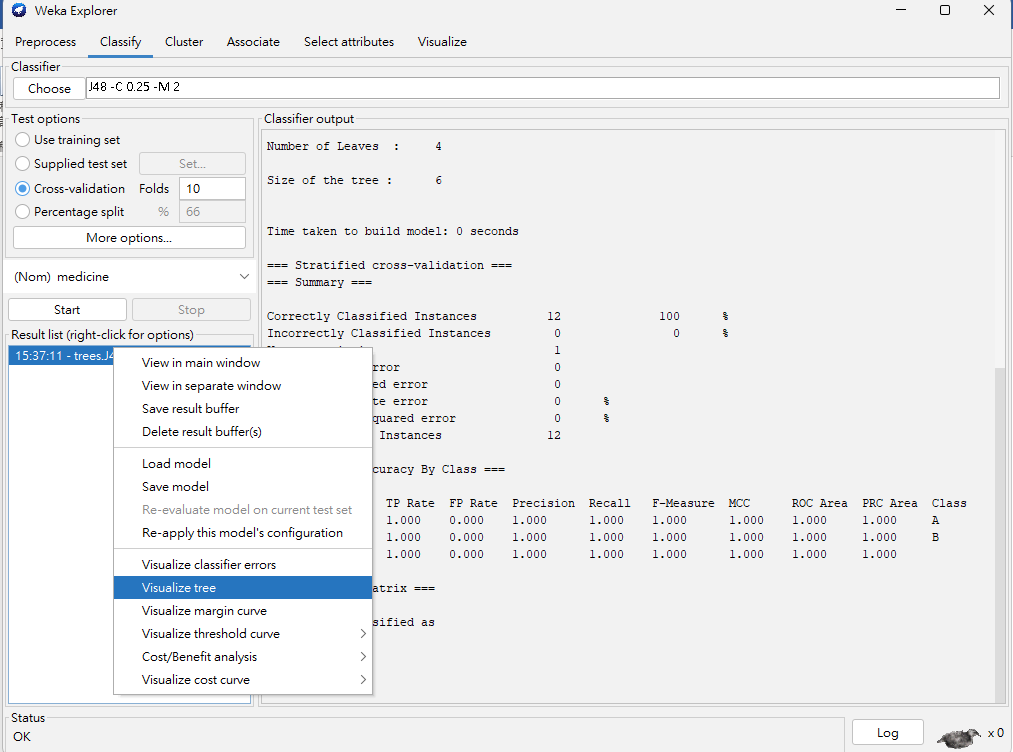 Weka Explorer
Preprocess Classify Cluster Associate Select attributes Visualize
Classifier
Choose J48 -C 0.25 -M 2
Test options
Use training set
Supplied test set Set...
Cross-validation Folds 10
Percentage split % 66
More options...
(Nom) medicine
Start Stop
Result list (right-click for options)
15:37:11 - trees.J4
View in main window
View in separate window
Save result buffer
Delete result buffer(s)
Load model
Save model
Re-evaluate model on current test set
Re-apply this model's configuration
Visualize classifier errors
Visualize tree
Visualize margin curve
Visualize threshold curve
Cost/Benefit analysis
Visualize cost curve
Classifier output
Number of Leaves : 4
Size of the tree : 6
Time taken to build model: 0 seconds
=== Stratified cross-validation ===
=== Summary ===
Correctly Classified Instances 12 100 %
Incorrectly Classified Instances 0 0 %
1
rror 0
ed error 0
te error 0 %
quared error 0 %
Instances 12
curacy By Class ===
TP Rate FP Rate Precision Recall F-Measure MCC ROC Area PRC Area Class
1.000 0.000 1.000 1.000 1.000 1.000 1.000 1.000 A
1.000 0.000 1.000 1.000 1.000 1.000 1.000 1.000 B
1.000 0.000 1.000 1.000 1.000 1.000 1.000 1.000
atrix ===
sified as
Status
OK
Log x 0